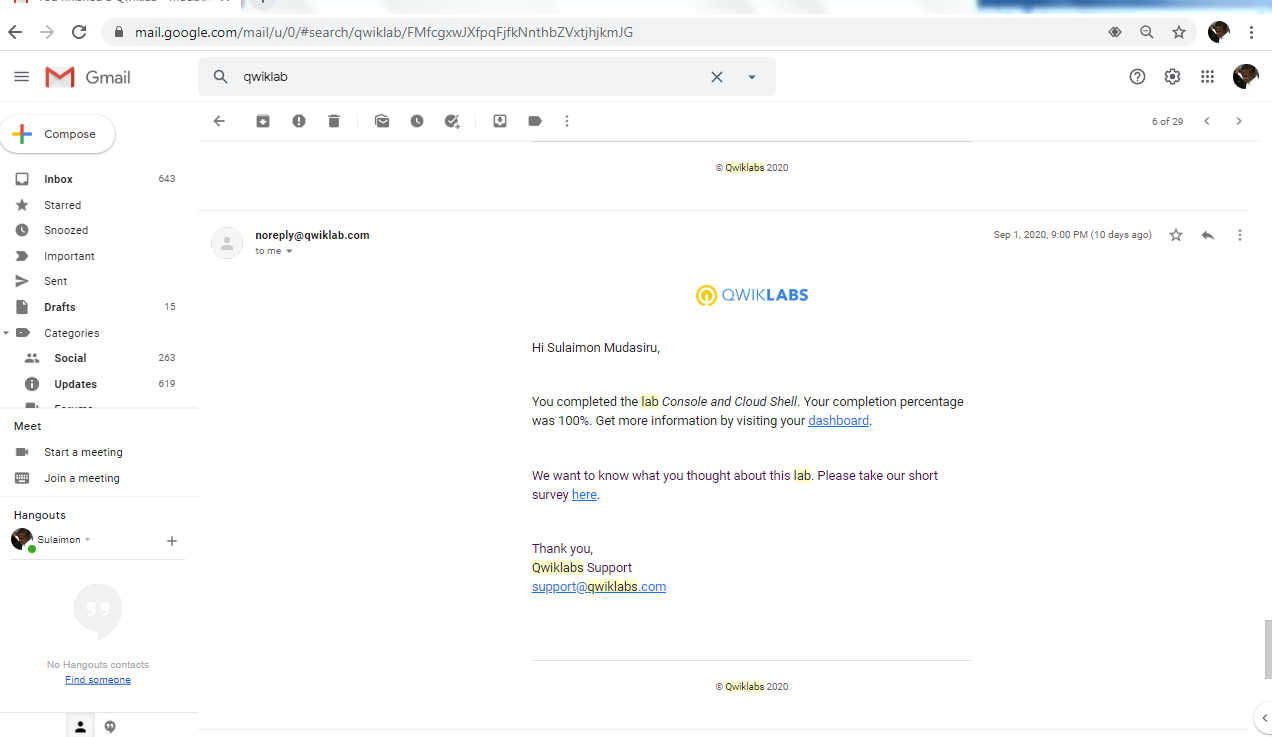 You finished a Qwiklab - mudasi
mail.google.com/mail/u/0/#search/qwiklab/FMfcgxwJXfpqFjfkNnthbZVxtjhjkmJG
Gmail
qwiklab
Compose
6 of 29
Inbox 643
Starred
Snoozed
Important
Sent
Drafts 15
Categories
Social 263
Updates 619
Forums
Meet
Start a meeting
Join a meeting
Hangouts
Sulaimon
No Hangouts contacts
Find someone
© Qwiklabs 2020
noreply@qwiklab.com
Sep 1, 2020, 9:00 PM (10 days ago)
to me
QWIKLABS
Hi Sulaimon Mudasiru,
You completed the lab Console and Cloud Shell. Your completion percentage
was 100%. Get more information by visiting your dashboard.
We want to know what you thought about this lab. Please take our short
survey here.
Thank you,
Qwiklabs Support
support@qwiklabs.com
© Qwiklabs 2020